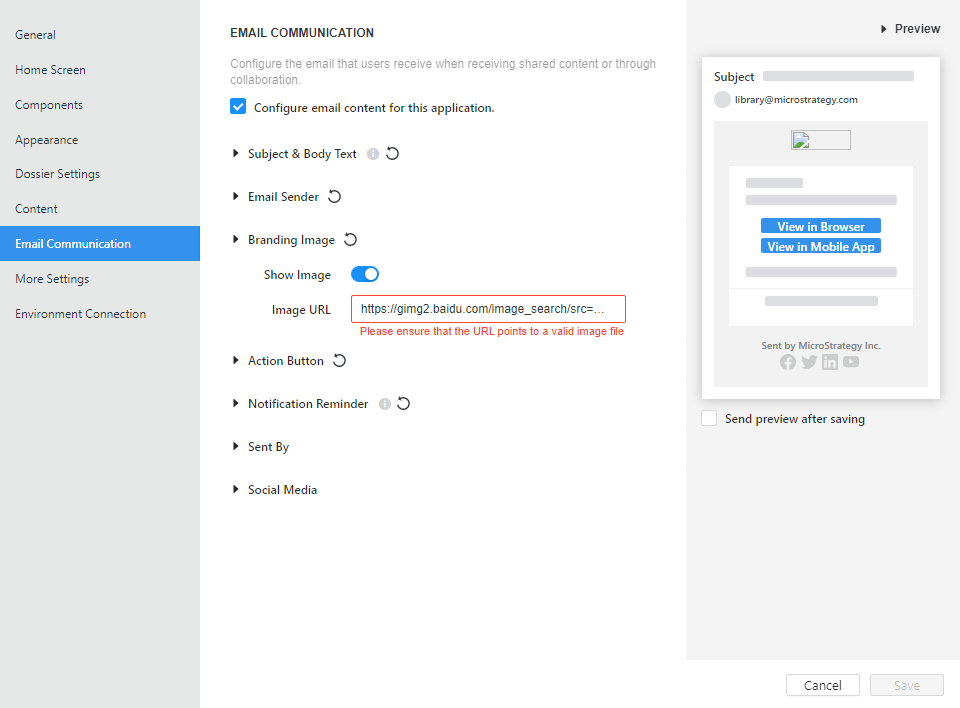 General
Home Screen
Components
Appearance
Dossier Settings
Content
Email Communication
More Settings
Environment Connection
EMAIL COMMUNICATION
Configure the email that users receive when receiving shared content or through
collaboration.
Configure email content for this application.
Subject & Body Text
Email Sender
Branding Image
Show Image
Image URL
https://gimg2.baidu.com/image_search/src=...
Please ensure that the URL points to a valid image file
Action Button
Notification Reminder
Sent By
Social Media
Preview
Subject
library@microstrategy.com
View in Browser
View in Mobile App
Sent by MicroStrategy Inc.
Send preview after saving
Cancel
Save